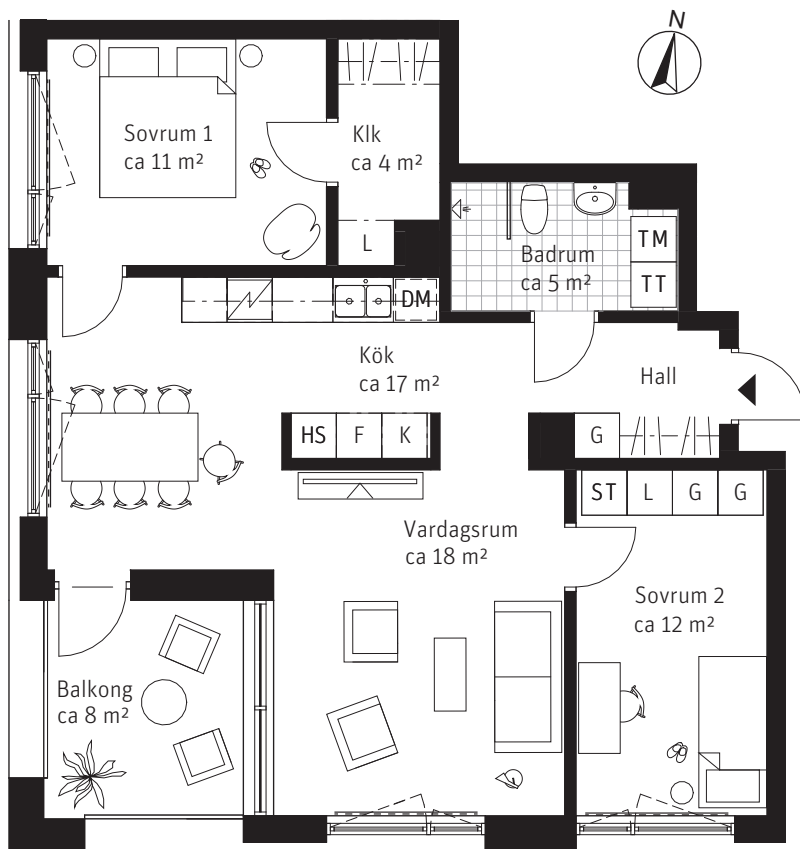 N
Sovrum 1
ca 11 m²
Klk
ca 4 m²
L
Badrum
ca 5 m²
TM
TT
DM
Kök
ca 17 m²
Hall
HS F K
G
ST L G G
Vardagsrum
ca 18 m²
Sovrum 2
ca 12 m²
Balkong
ca 8 m²